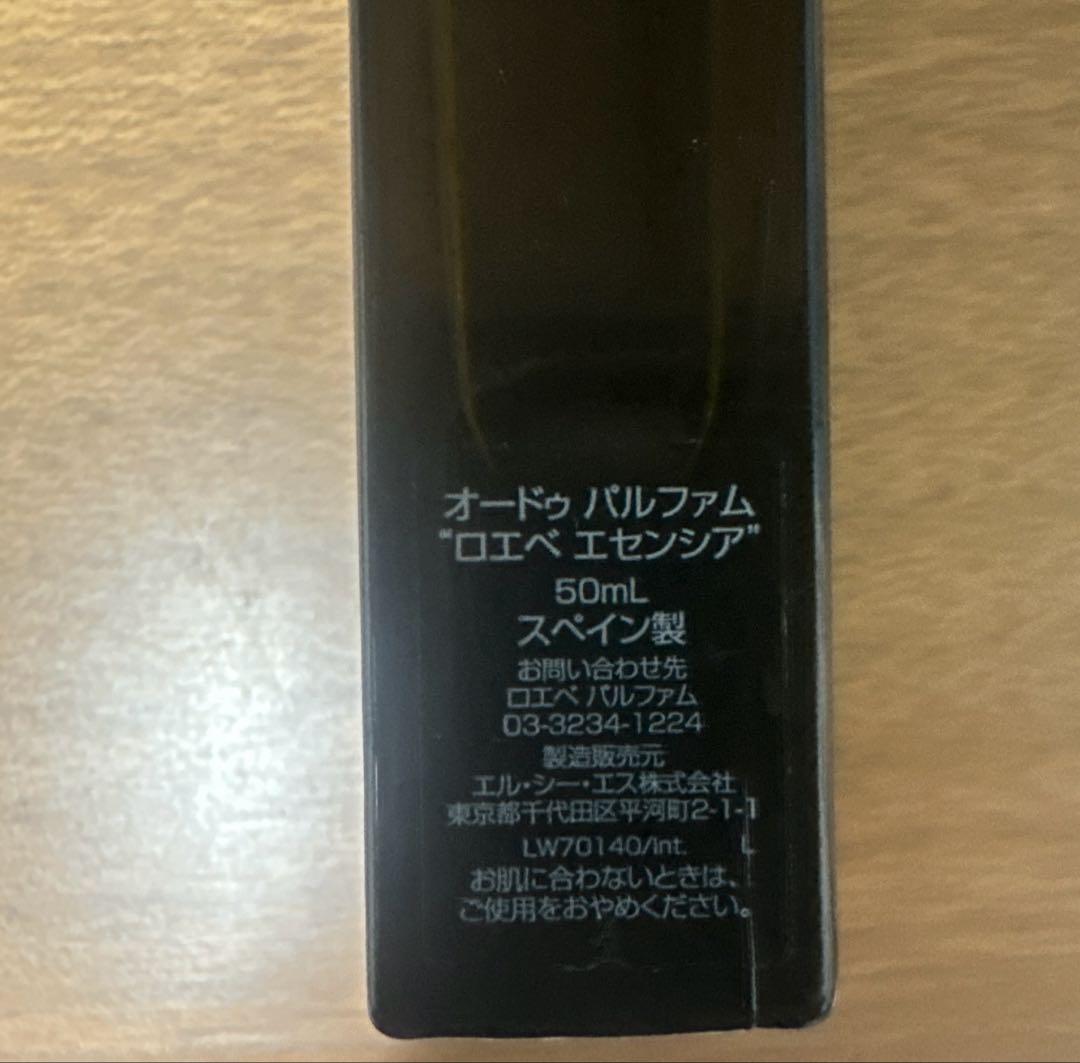 オードゥ パルファム
“ロエベ エセンシア”
50mL
スペイン製
お問い合わせ先
ロエベ パルファム
03-3234-1224
製造販売元
エル・シー・エス株式会社
東京都千代田区平河町2-1-1
LW70140/Int. L
お肌に合わないときは、
ご使用をおやめください。